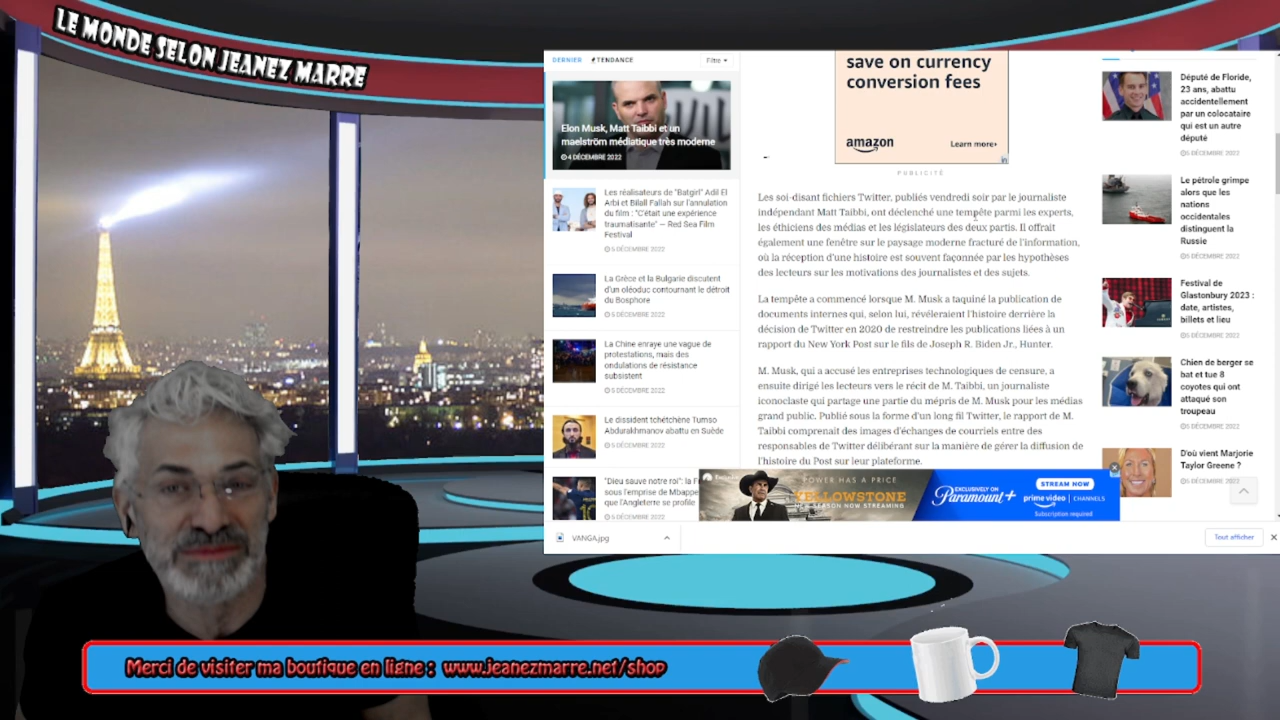 LE MONDE SELON JEANEZ MARRE
DERNIER
TENDANCE
Filtre
Elon Musk, Matt Taibbi et un
maelström médiatique très moderne
4 DÉCEMBRE 2022
Les réalisateurs de "Batgirl" Adil El
Arbi et Bilall Fallah sur l'annulation
du film : "C'était une expérience
traumatisante" — Red Sea Film
Festival
5 DÉCEMBRE 2022
La Grèce et la Bulgarie discutent
d'un oléoduc contournant le détroit
du Bosphore
5 DÉCEMBRE 2022
La Chine enraye une vague de
protestations, mais des
ondulations de résistance
subsistent
5 DÉCEMBRE 2022
Le dissident tchétchène Tumso
Abdurakhmanov abattu en Suède
5 DÉCEMBRE 2022
"Dieu sauve notre roi": la F
sous l'emprise de Mbappe
que l'Angleterre se profile
5 DÉCEMBRE 2022
save on currency
conversion fees
amazon
Learn more›
PUBLICITÉ
Les soi-disant fichiers Twitter, publiés vendredi soir par le journaliste
indépendant Matt Taibbi, ont déclenché une tempête parmi les experts,
les éthiciens des médias et les législateurs des deux partis. Il offrait
également une fenêtre sur le paysage moderne fracturé de l'information,
où la réception d'une histoire est souvent façonnée par les hypothèses
des lecteurs sur les motivations des journalistes et des sujets.
La tempête a commencé lorsque M. Musk a taquiné la publication de
documents internes qui, selon lui, révéleraient l'histoire derrière la
décision de Twitter en 2020 de restreindre les publications liées à un
rapport du New York Post sur le fils de Joseph R. Biden Jr., Hunter.
M. Musk, qui a accusé les entreprises technologiques de censure, a
ensuite dirigé les lecteurs vers le récit de M. Taibbi, un journaliste
iconoclaste qui partage une partie du mépris de M. Musk pour les médias
grand public. Publié sous la forme d'un long fil Twitter, le rapport de M.
Taibbi comprenait des images d'échanges de courriels entre des
responsables de Twitter délibérant sur la manière de gérer la diffusion de
l'histoire du Post sur leur plateforme.
POWER HAS A PRICE
YELLOWSTONE
NEW SEASON NOW STREAMING
EXCLUSIVELY ON
Paramount+
STREAM NOW
prime video | CHANNELS
Subscription required
Député de Floride,
23 ans, abattu
accidentellement
par un colocataire
qui est un autre
député
5 DÉCEMBRE 2022
Le pétrole grimpe
alors que les
nations
occidentales
distinguent la
Russie
5 DÉCEMBRE 2022
Festival de
Glastonbury 2023 :
date, artistes,
billets et lieu
5 DÉCEMBRE 2022
Chien de berger se
bat et tue 8
coyotes qui ont
attaqué son
troupeau
5 DÉCEMBRE 2022
D'où vient Marjorie
Taylor Greene ?
5 DÉCEMBRE 2022
VANGA.jpg
Tout afficher
Merci de visiter ma boutique en ligne : www.jeanezmarre.net/shop